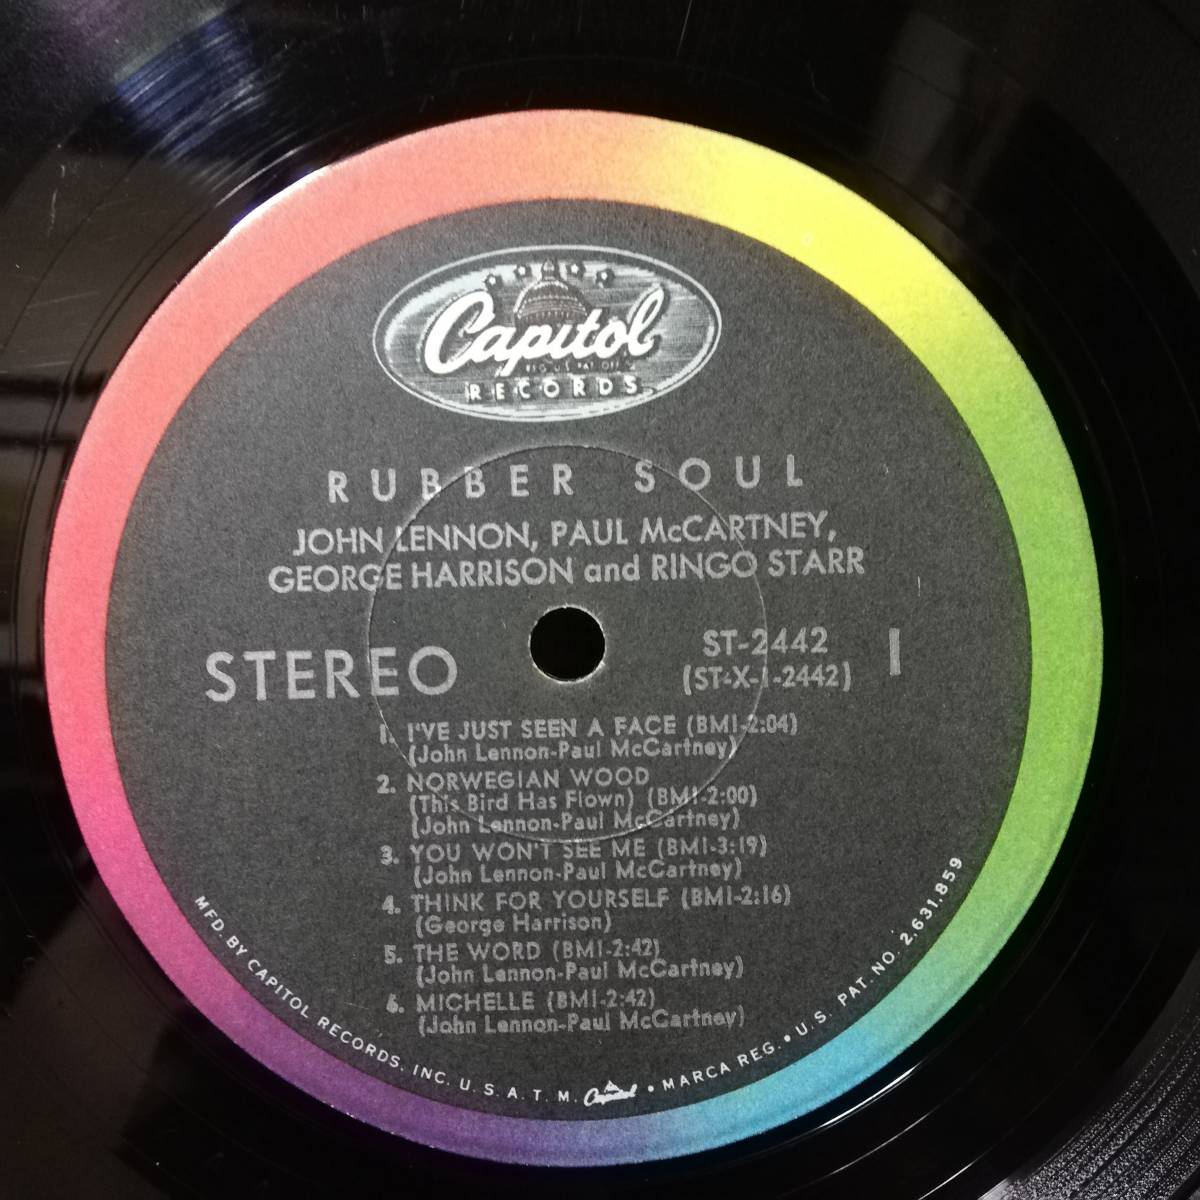 Capitol
REG. U.S. PAT. OFF.
RECORDS
RUBBER SOUL
JOHN LENNON, PAUL McCARTNEY,
GEORGE HARRISON and RINGO STARR
STEREO
ST-2442
(ST-X-1-2442)
1
1. I'VE JUST SEEN A FACE (BMI-2:04)
(John Lennon-Paul McCartney)
2. NORWEGIAN WOOD
(This Bird Has Flown) (BMI-2:00)
(John Lennon-Paul McCartney)
3. YOU WON'T SEE ME (BMI-3:19)
(John Lennon-Paul McCartney)
4. THINK FOR YOURSELF (BMI-2:16)
(George Harrison)
5. THE WORD (BMI-2:42)
(John Lennon-Paul McCartney)
6. MICHELLE (BMI-2:42)
(John Lennon-Paul McCartney)
MFD. BY CAPITOL RECORDS, INC. U. S. A. T. M. Capitol • MARCA REG. • U.S. PAT. NO. 2,631,859